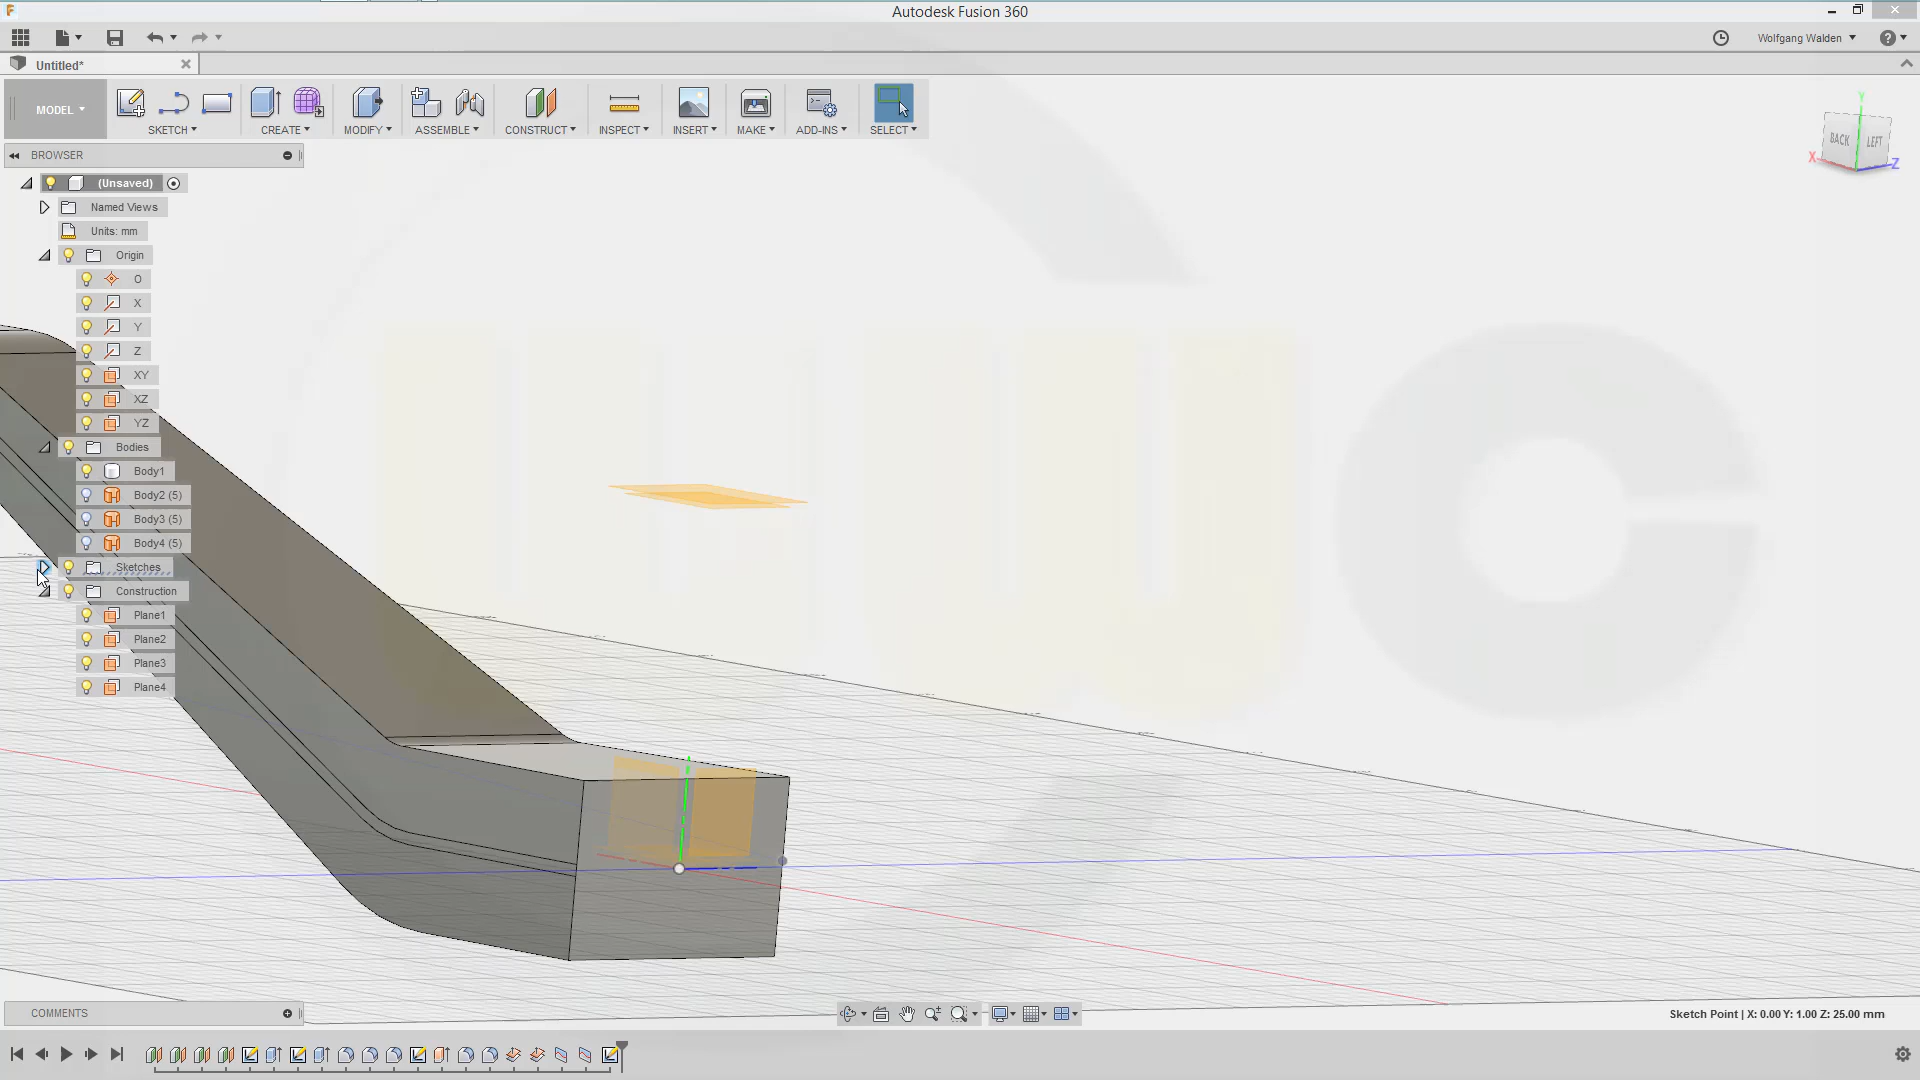 Autodesk Fusion 360
Wolfgang Walden
Untitled*
MODEL
SKETCH
CREATE
MODIFY
ASSEMBLE
CONSTRUCT
INSPECT
INSERT
MAKE
ADD-INS
SELECT
Y
BACK
LEFT
X
Z
BROWSER
(Unsaved)
Named Views
Units: mm
Origin
O
X
Y
Z
XY
XZ
YZ
Bodies
Body1
Body2 (5)
Body3 (5)
Body4 (5)
Sketches
Construction
Plane1
Plane2
Plane3
Plane4
COMMENTS
Sketch Point | X: 0.00 Y: 1.00 Z: 25.00 mm